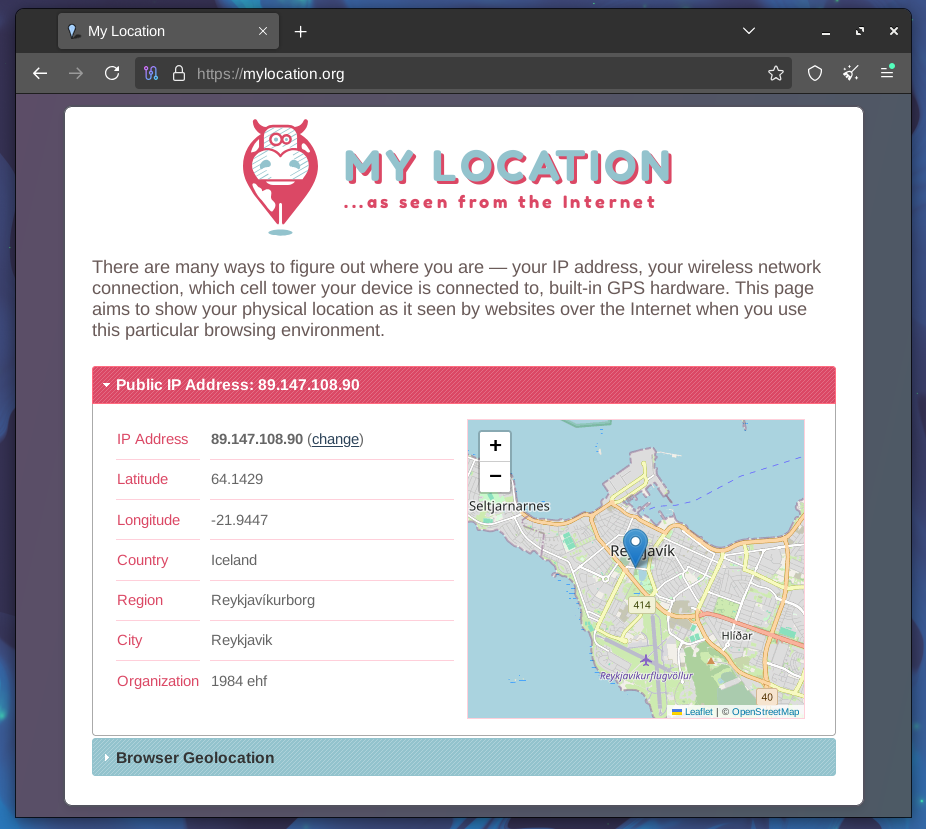 My Location
https://mylocation.org
MY LOCATION
...as seen from the Internet
There are many ways to figure out where you are — your IP address, your wireless network
connection, which cell tower your device is connected to, built-in GPS hardware. This page
aims to show your physical location as it seen by websites over the Internet when you use
this particular browsing environment.
Public IP Address: 89.147.108.90
IP Address 89.147.108.90 (change)
Latitude 64.1429
Longitude -21.9447
Country Iceland
Region Reykjavíkurborg
City Reykjavik
Organization 1984 ehf
+
−
Seltjarnarnes
Reykjavík
414
Hlíðar
Reykjavíkurflugvöllur
40
Leaflet | © OpenStreetMap
Browser Geolocation